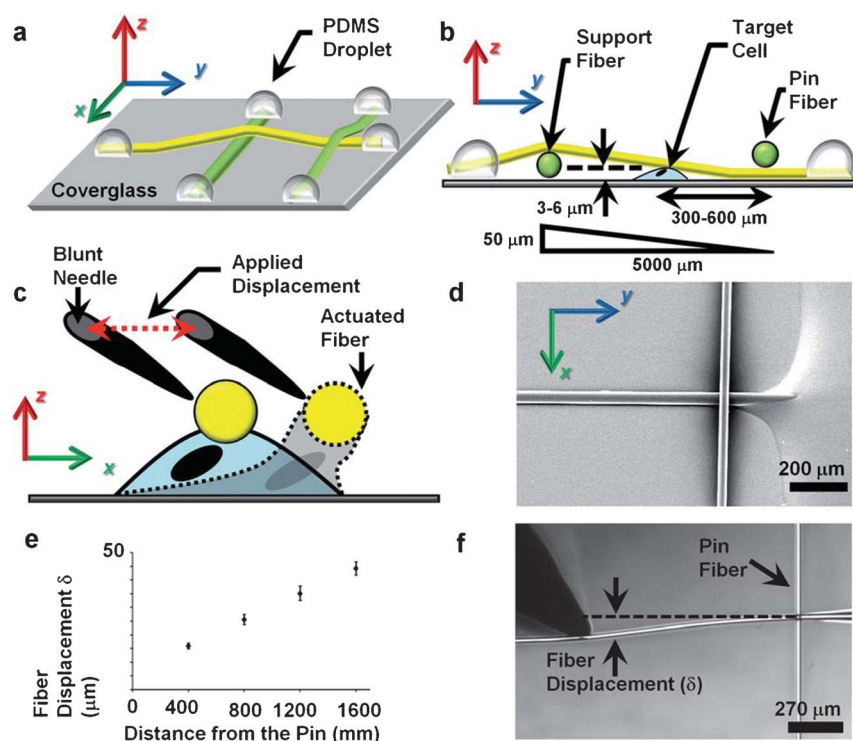 a
z
y
x
PDMS
Droplet
Coverglass
b
z
y
Support
Fiber
Target
Cell
Pin
Fiber
3-6 μm
300-600 μm
50 μm
5000 μm
c
Blunt
Needle
Applied
Displacement
Actuated
Fiber
z
x
d
y
x
200 μm
e
Fiber
Displacement δ
(μm)
50
0
400
800
1200
1600
Distance from the Pin (mm)
f
Pin
Fiber
Fiber
Displacement (δ)
270 μm